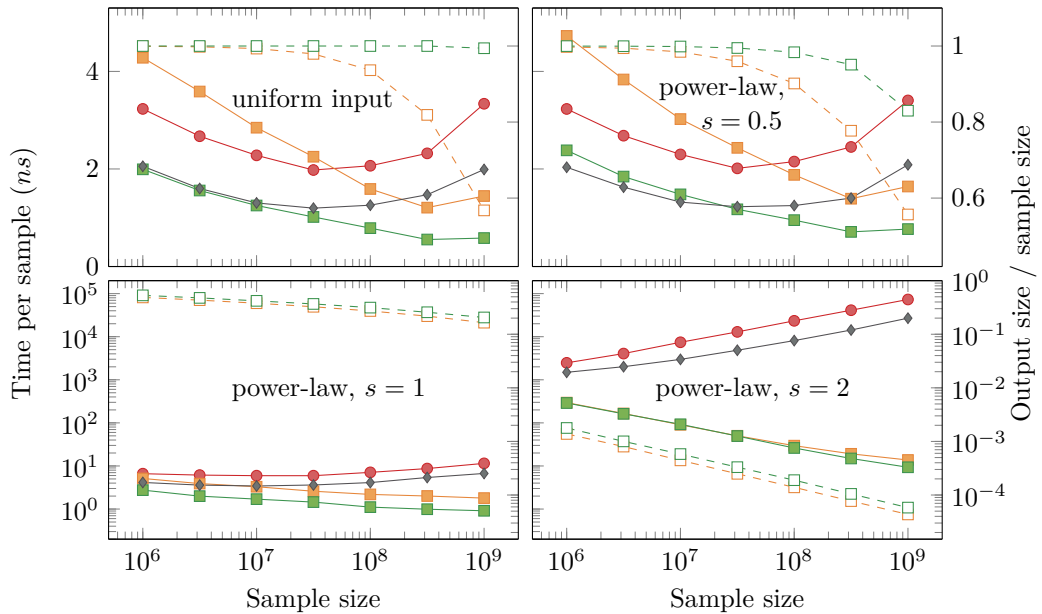 Time per sample (ns)
4
2
0
uniform input
power-law,
s = 0.5
1
0.8
0.6
Output size / sample size
10^5
10^4
10^3
10^2
10^1
10^0
power-law, s = 1
power-law, s = 2
10^0
10^-1
10^-2
10^-3
10^-4
10^6
10^7
10^8
10^9
10^6
10^7
10^8
10^9
Sample size
Sample size